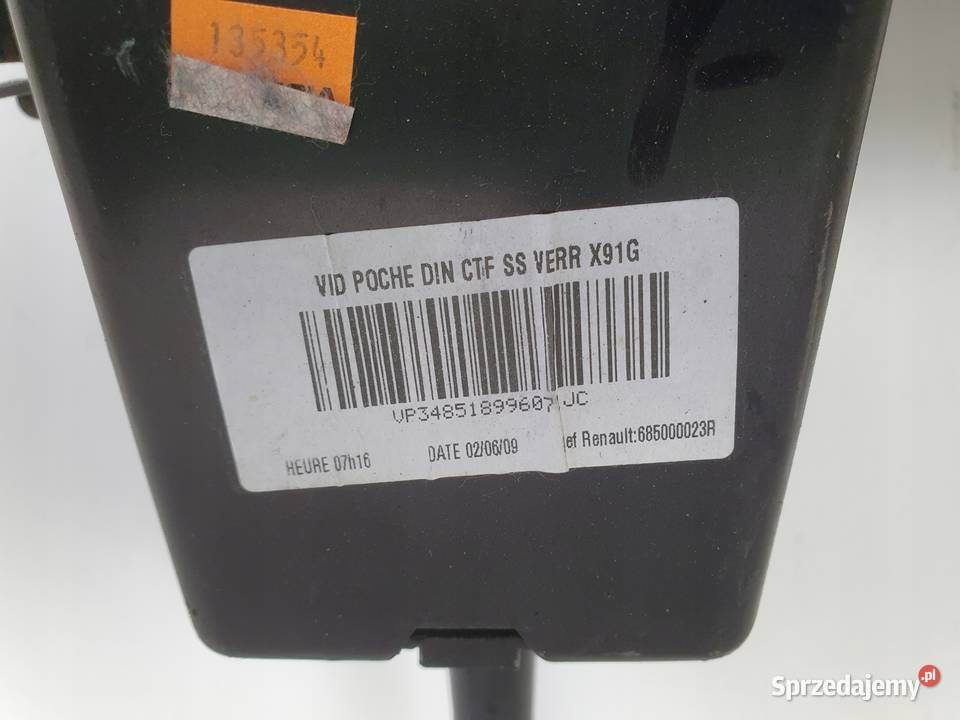 135354
VID POCHE DIN CTF SS VERR X91G
VP34851899607 JC
HEURE 07h16 DATE 02/06/09 ef Renault:685000023R
Sprzedajemy.pl